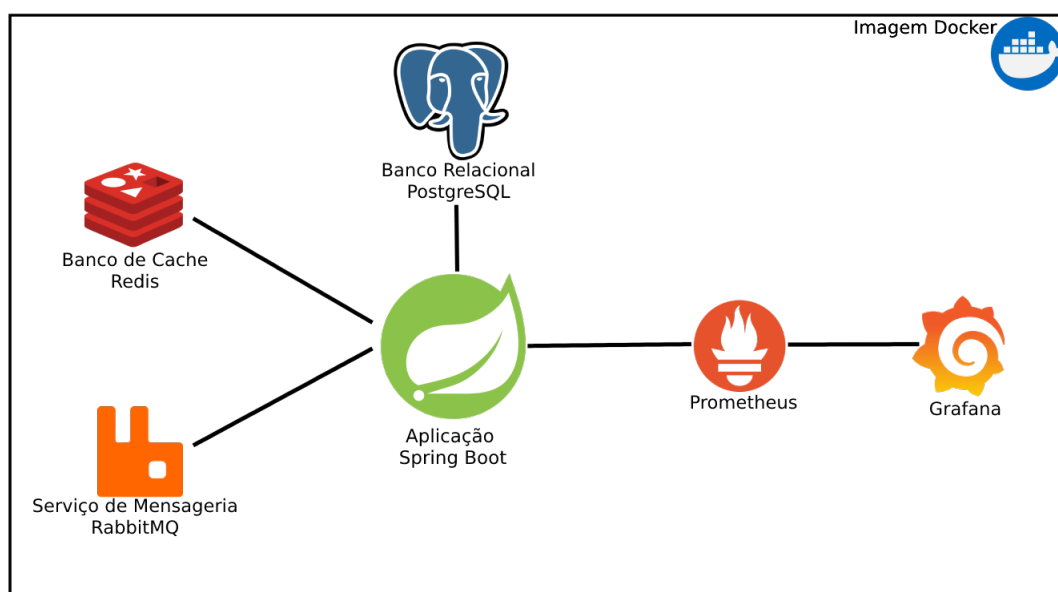 Imagem Docker
Banco Relacional
PostgreSQL
Banco de Cache
Redis
Aplicação
Spring Boot
Prometheus
Grafana
Serviço de Mensageria
RabbitMQ